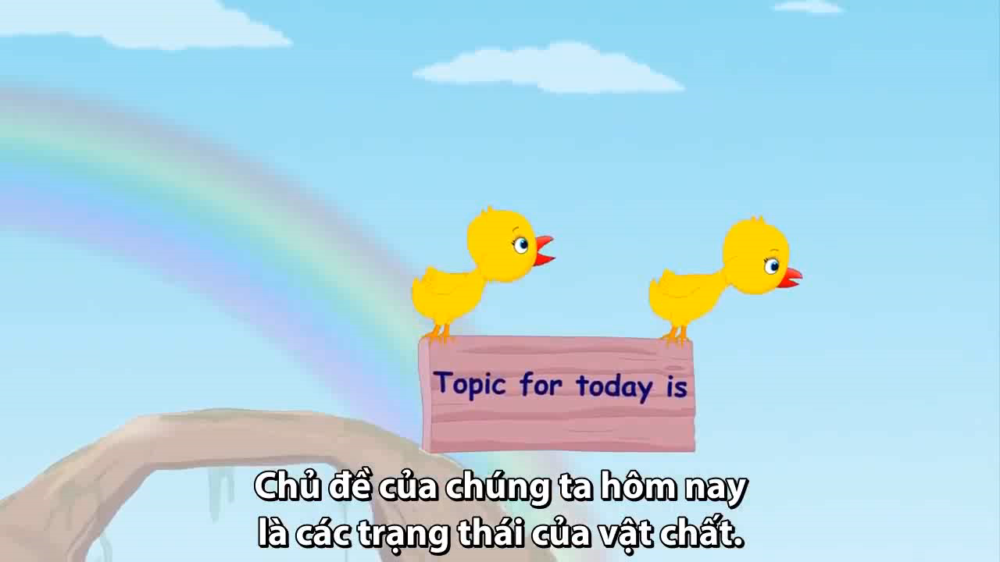 Topic for today is
Chủ đề của chúng ta hôm nay
là các trạng thái của vật chất.